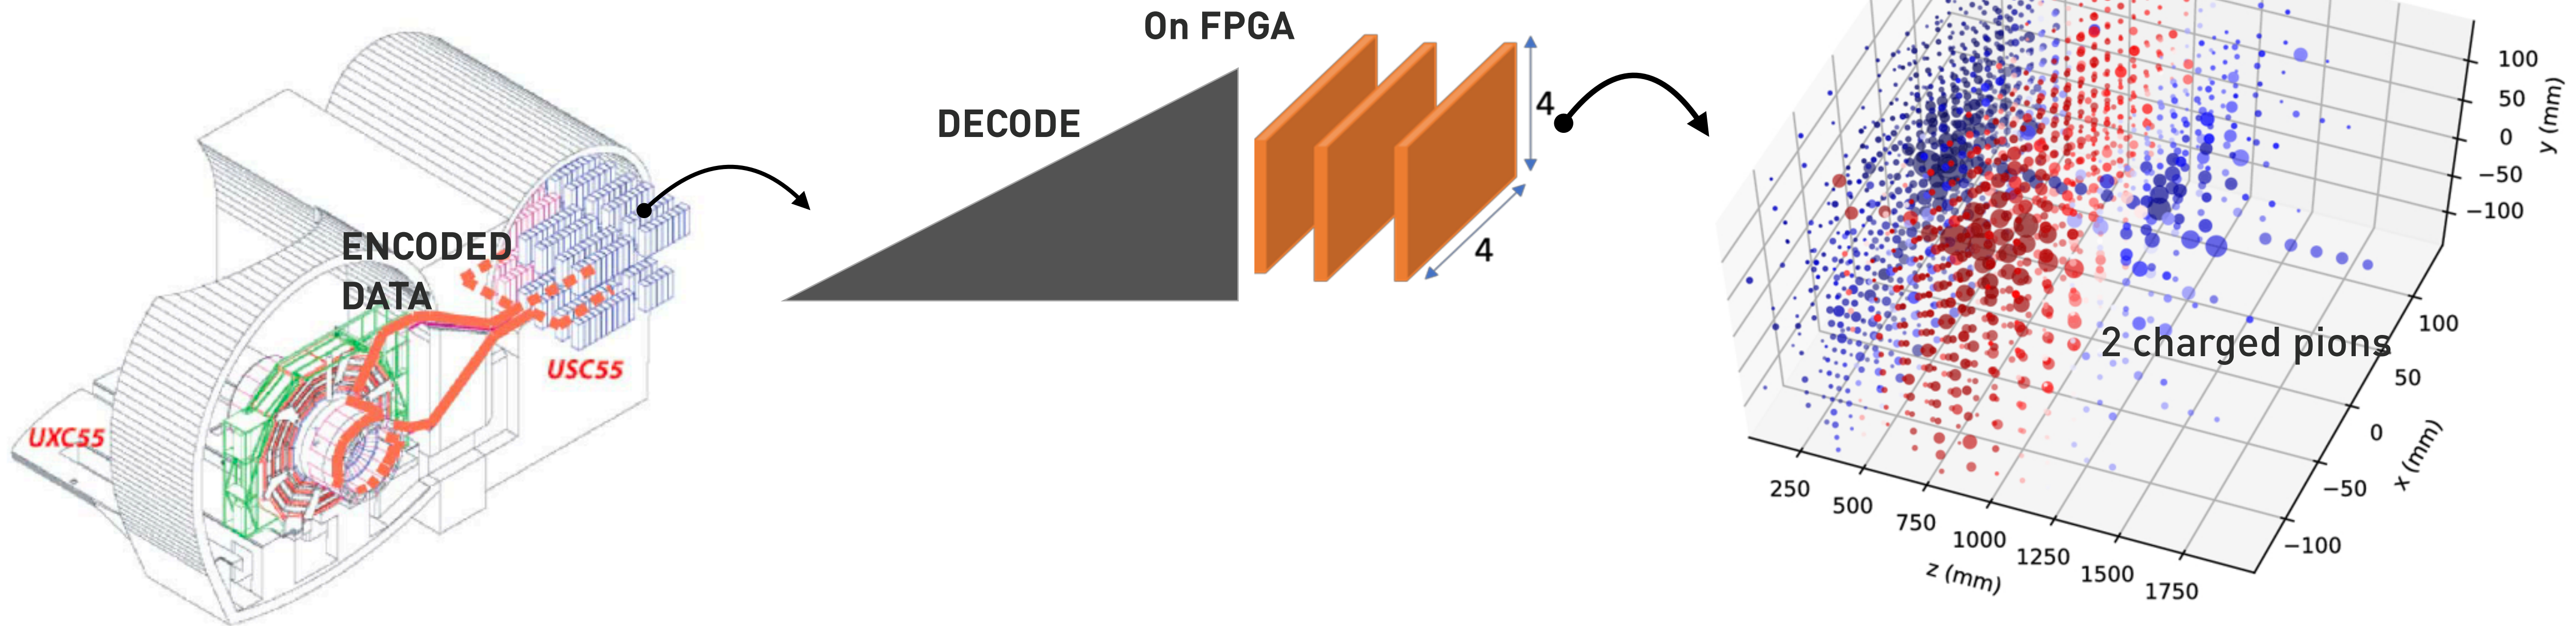 ENCODED
DATA
UXC55
USC55
DECODE
On FPGA
4
4
100
50
0
−50
−100
y (mm)
2 charged pions
100
50
0
−50
−100
x (mm)
250
500
750
1000
1250
1500
1750
z (mm)